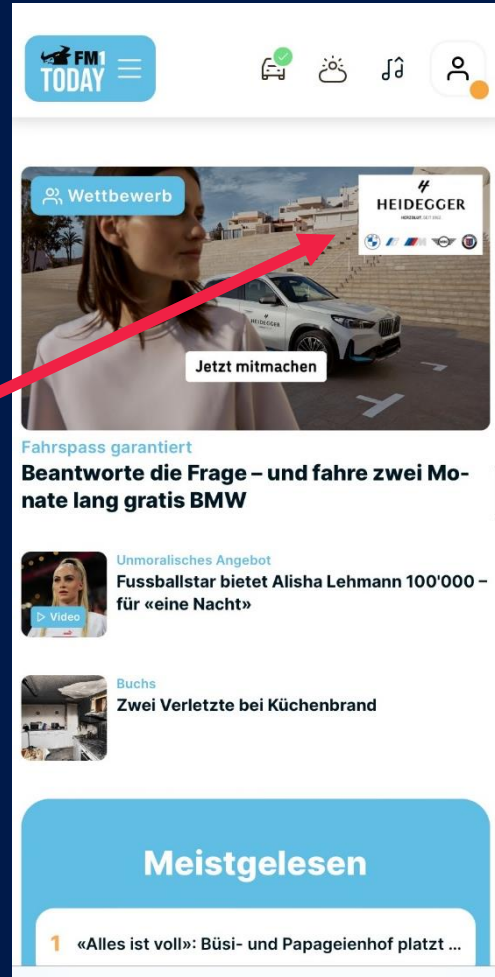 FM1
TODAY
Wettbewerb
HEIDEGGER
HEIDEGGER
Jetzt mitmachen
Fahrspass garantiert
Beantworte die Frage – und fahre zwei Mo-
nate lang gratis BMW
Unmoralisches Angebot
Fussballstar bietet Alisha Lehmann 100'000 –
für «eine Nacht»
Video
Buchs
Zwei Verletzte bei Küchenbrand
Meistgelesen
1 «Alles ist voll»: Büsi- und Papageienhof platzt ...